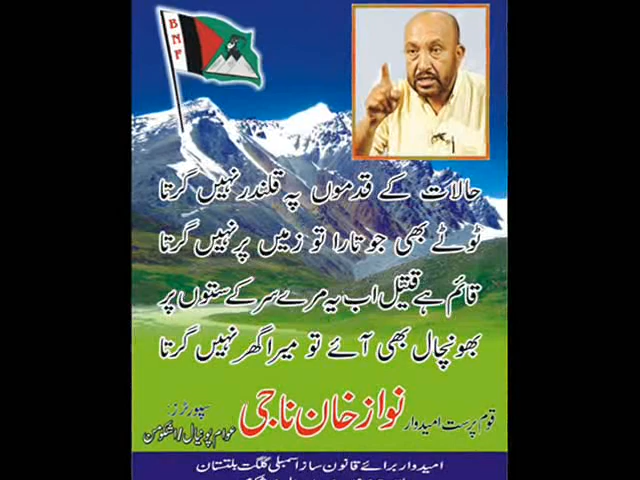 BNF
حالات کے قدموں پہ قلندر نہیں گرتا
ٹوٹے بھی جو تارا تو زمیں پر نہیں گرتا
قائم ہے قتیل اب یہ مرے سر کے ستوں پر
بھونچال بھی آئے تو میرا گھر نہیں گرتا
قوم پرست امیدوار نواز خان ناجی
سپورٹرز:
عوام پونیال/اشکومن
امیدوار برائے قانون ساز اسمبلی گلگت بلتستان